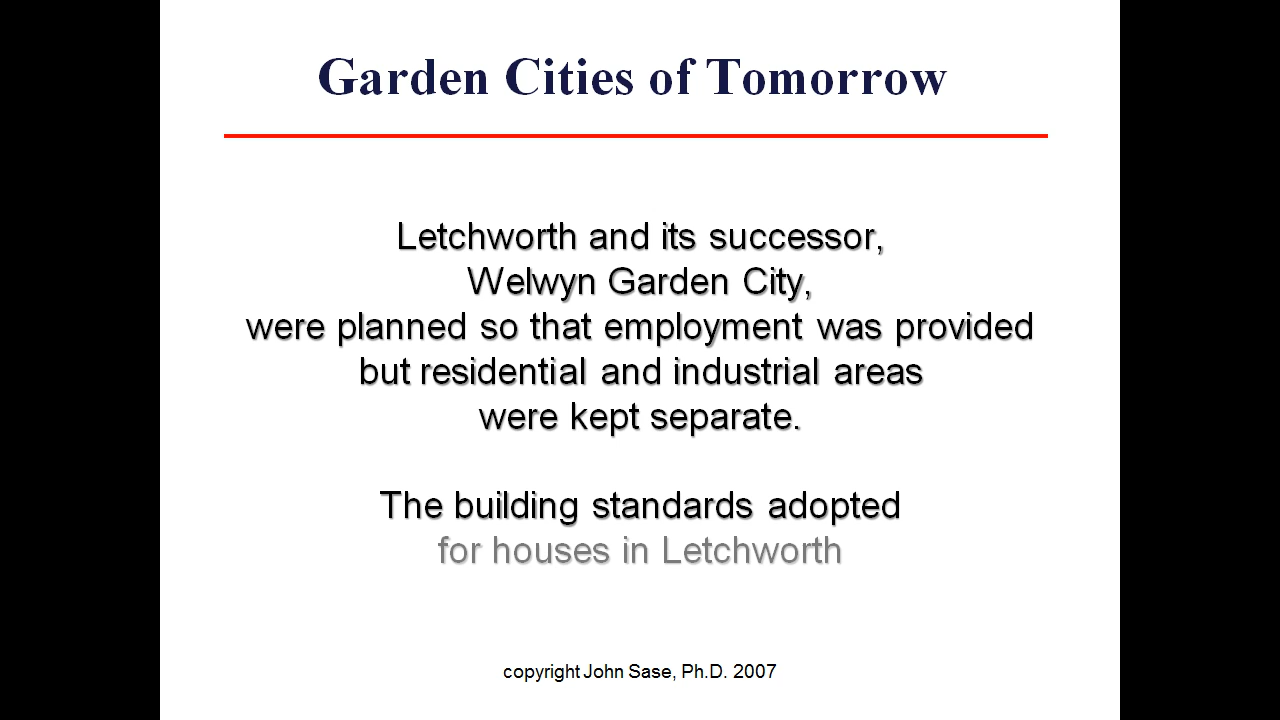 Garden Cities of Tomorrow
Letchworth and its successor,
Welwyn Garden City,
were planned so that employment was provided
but residential and industrial areas
were kept separate.
The building standards adopted
for houses in Letchworth
copyright John Sase, Ph.D. 2007